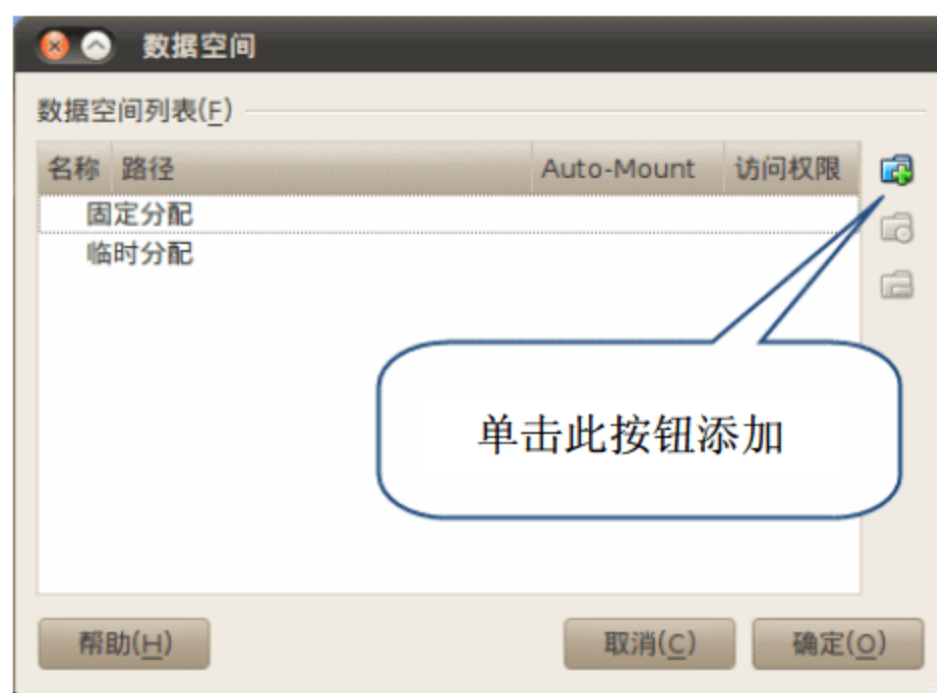 数据空间
数据空间列表(F)
名称 路径 Auto-Mount 访问权限
固定分配
临时分配
单击此按钮添加
帮助(H) 取消(C) 确定(O)